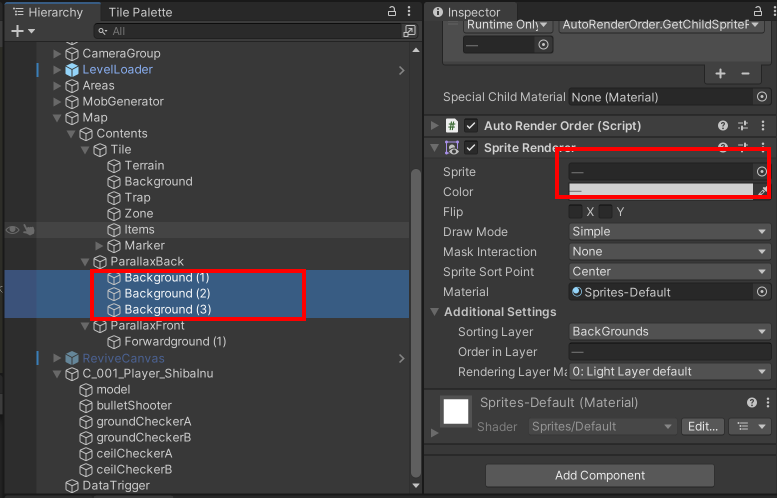 Hierarchy
Tile Palette
All
CameraGroup
LevelLoader
Areas
MobGenerator
Map
Contents
Tile
Terrain
Background
Trap
Zone
Items
Marker
ParallaxBack
Background (1)
Background (2)
Background (3)
ParallaxFront
Forwardground (1)
ReviveCanvas
C_001_Player_ShibaInu
model
bulletShooter
groundCheckerA
groundCheckerB
ceilCheckerA
ceilCheckerB
DataTrigger
Inspector
Runtime Only
AutoRenderOrder.GetChildSpriteF
—
Special Child Material
None (Material)
Auto Render Order (Script)
Sprite Renderer
Sprite
—
Color
—
Flip
X
Y
Draw Mode
Simple
Mask Interaction
None
Sprite Sort Point
Center
Material
Sprites-Default
Additional Settings
Sorting Layer
BackGrounds
Order in Layer
—
Rendering Layer Ma
0: Light Layer default
Sprites-Default (Material)
Shader
Sprites/Default
Edit...
Add Component